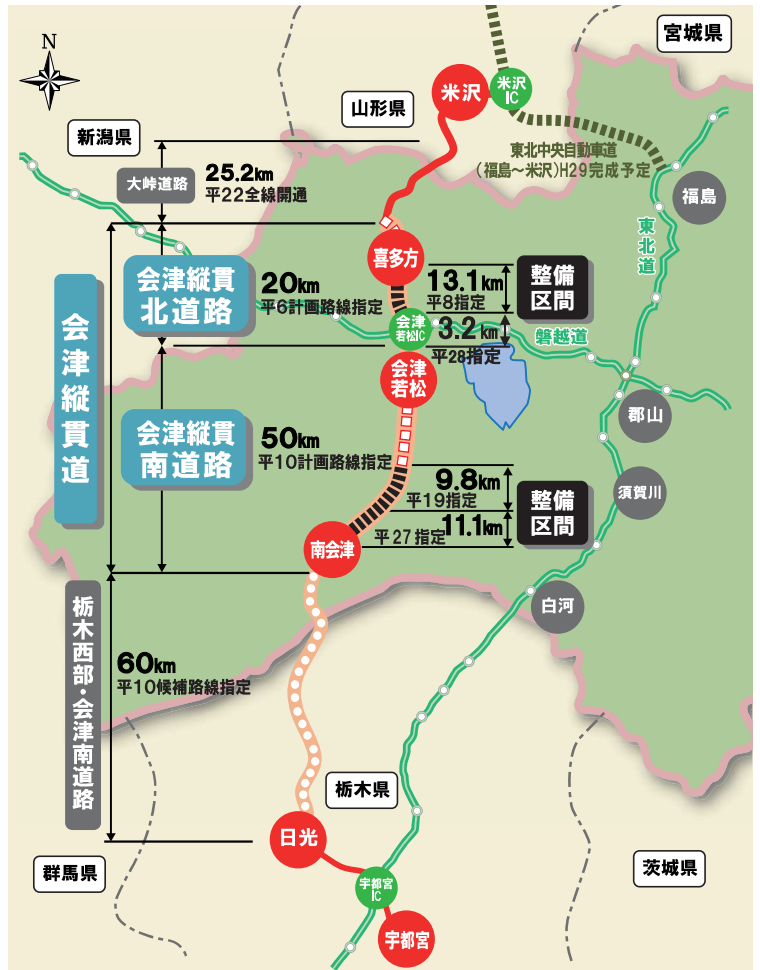 宮城県
N
米沢
米沢
IC
山形県
新潟県
東北中央自動車道
(福島～米沢)H29完成予定
大峠道路
25.2km
平22全線開通
福島
東北道
喜多方
会津縦貫
北道路
20km
平6計画路線指定
13.1km
平8指定
整備
区間
会津
若松IC
3.2km
平28指定
磐越道
会津縦貫道
会津
若松
郡山
会津縦貫
南道路
50km
平10計画路線指定
9.8km
平19指定
整備
区間
須賀川
11.1km
平27指定
南会津
白河
栃木西部・会津南道路
60km
平10候補路線指定
栃木県
日光
群馬県
茨城県
宇都宮
IC
宇都宮